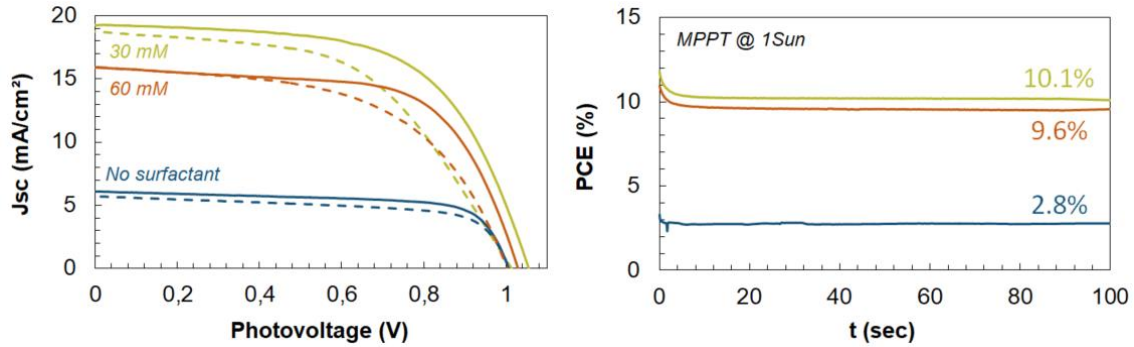 20
15
10
5
0
30 mM
60 mM
No surfactant
0 0,2 0,4 0,6 0,8 1
Jsc (mA/cm²)
Photovoltage (V)
15
10
5
0
MPPT @ 1Sun
10.1%
9.6%
2.8%
0 20 40 60 80 100
PCE (%)
t (sec)